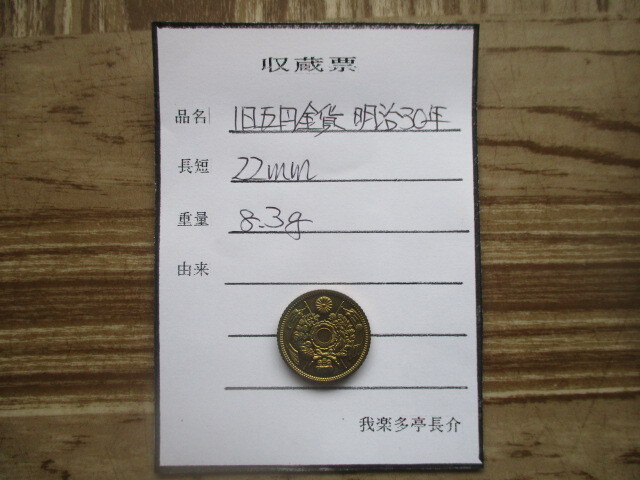 収蔵票
品名 旧五円金貨 明治30年
長短 22mm
重量 8.3g
由来
我楽多亭長介